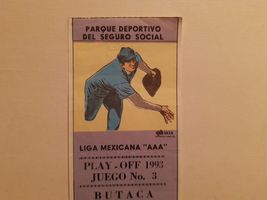 PARQUE DEPORTIVO
DEL SEGURO SOCIAL
LIGA MEXICANA "AAA"
PLAY-OFF 1993
JUEGO No. 3
BUTACA